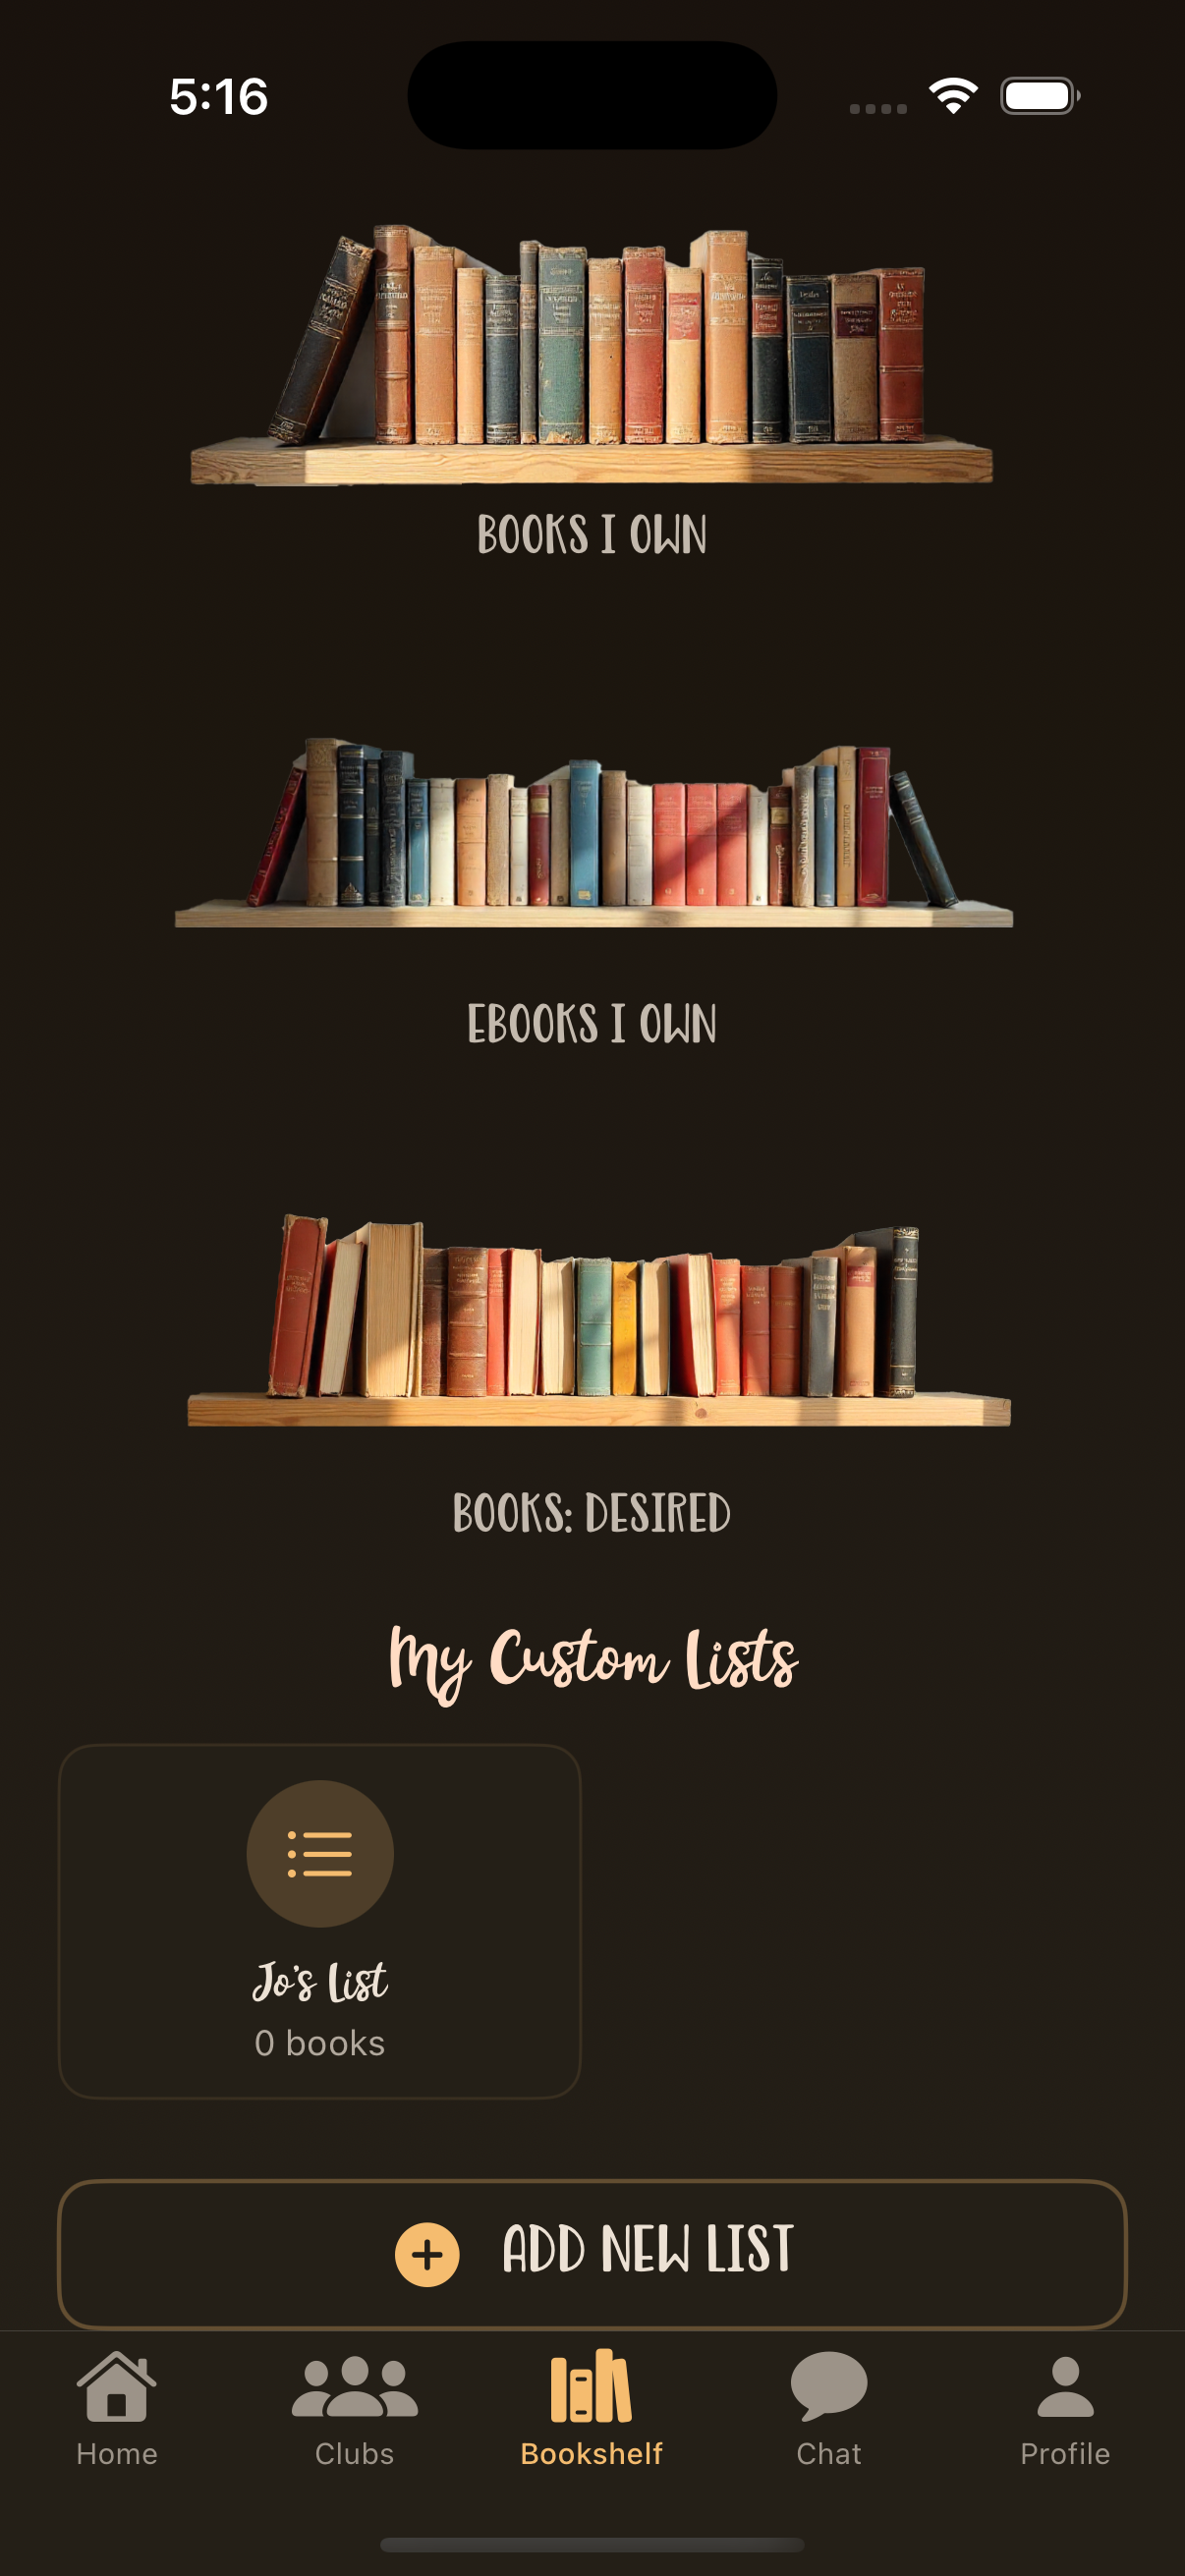 5:16
BOOKS I OWN
EBOOKS I OWN
BOOKS: DESIRED
My Custom Lists
Jo's List
0 books
ADD NEW LIST
Home Clubs Bookshelf Chat Profile